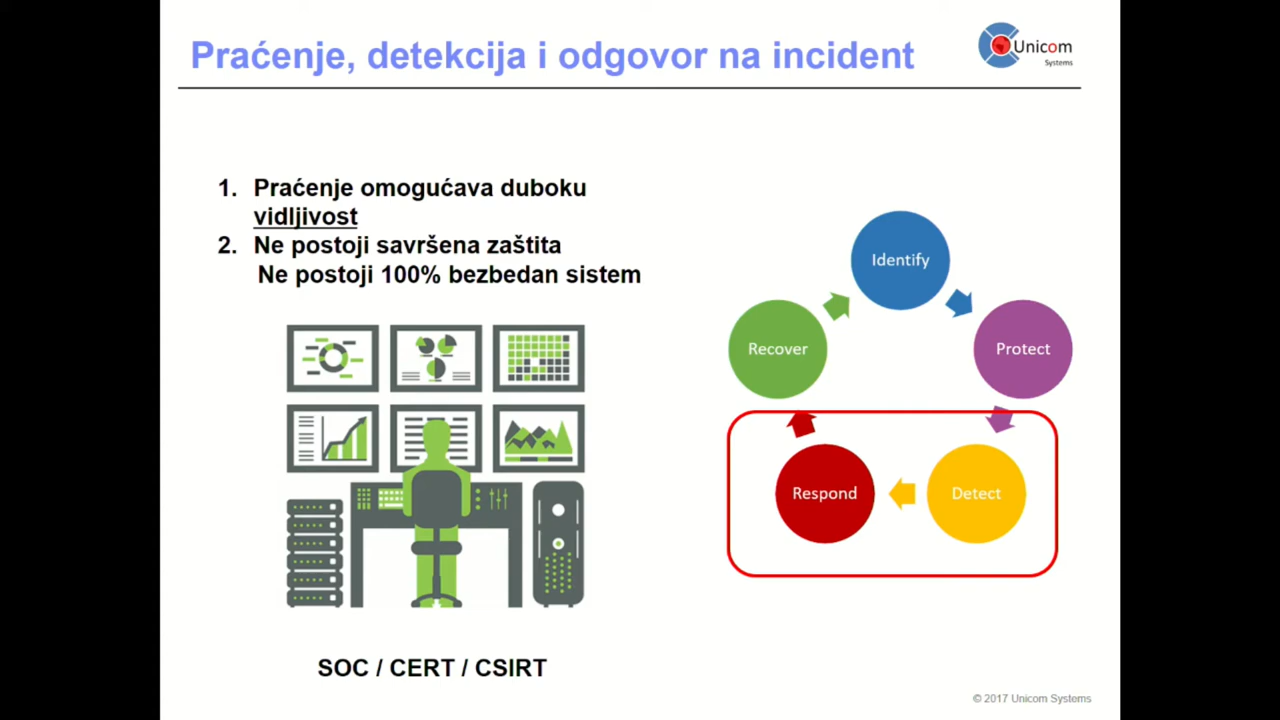 Praćenje, detekcija i odgovor na incident
Unicom
Systems
1. Praćenje omogućava duboku
vidljivost
2. Ne postoji savršena zaštita
Ne postoji 100% bezbedan sistem
Identify
Recover
Protect
Respond
Detect
SOC / CERT / CSIRT
© 2017 Unicom Systems